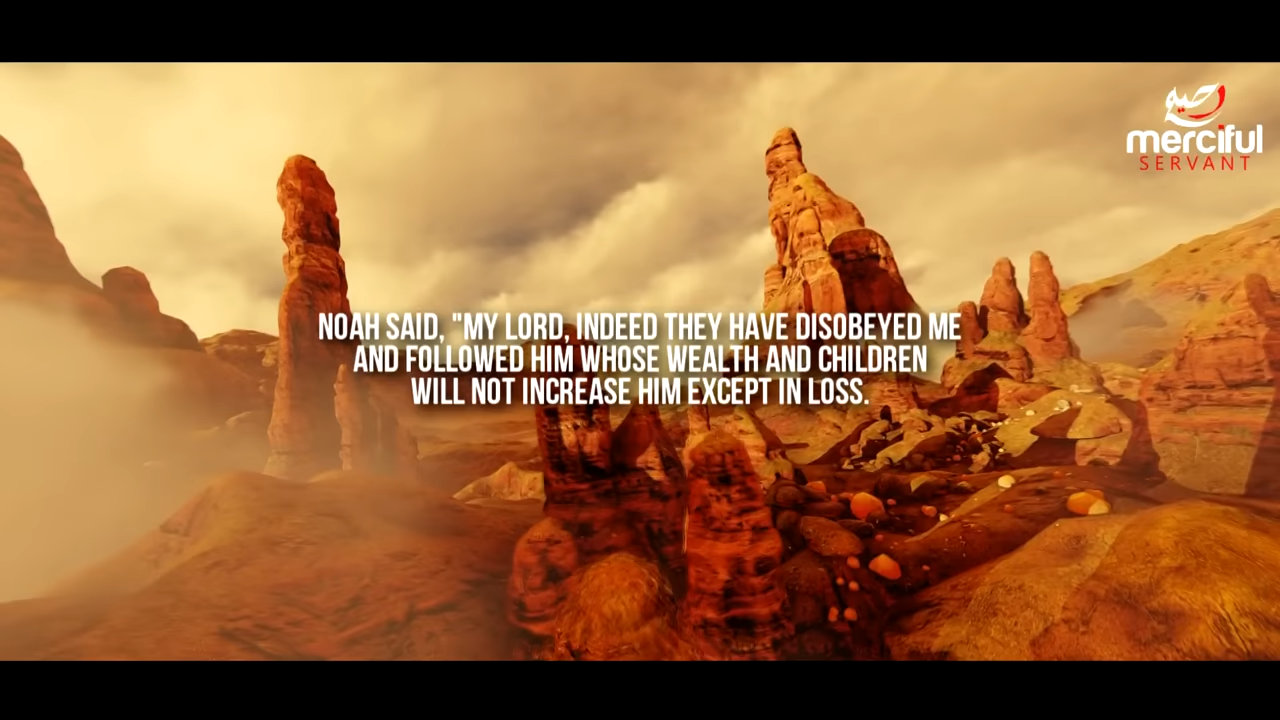 رحيم
merciful
SERVANT
NOAH SAID, "MY LORD, INDEED THEY HAVE DISOBEYED ME
AND FOLLOWED HIM WHOSE WEALTH AND CHILDREN
WILL NOT INCREASE HIM EXCEPT IN LOSS.